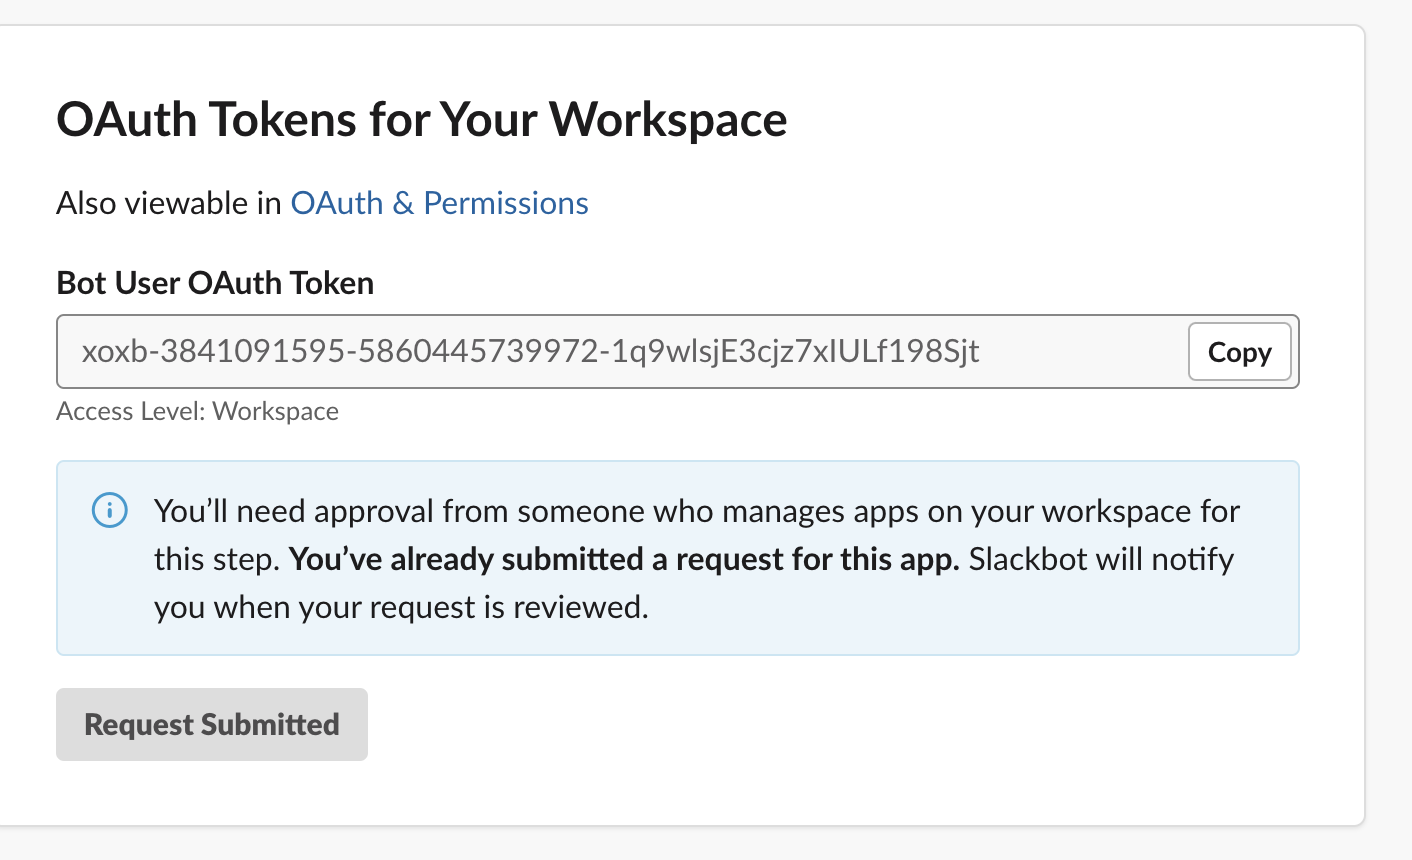 OAuth Tokens for Your Workspace
Also viewable in OAuth & Permissions
Bot User OAuth Token
xoxb-3841091595-5860445739972-1q9wlsjE3cjz7xIULf198Sjt
Copy
Access Level: Workspace
You’ll need approval from someone who manages apps on your workspace for
this step. You’ve already submitted a request for this app. Slackbot will notify
you when your request is reviewed.
Request Submitted